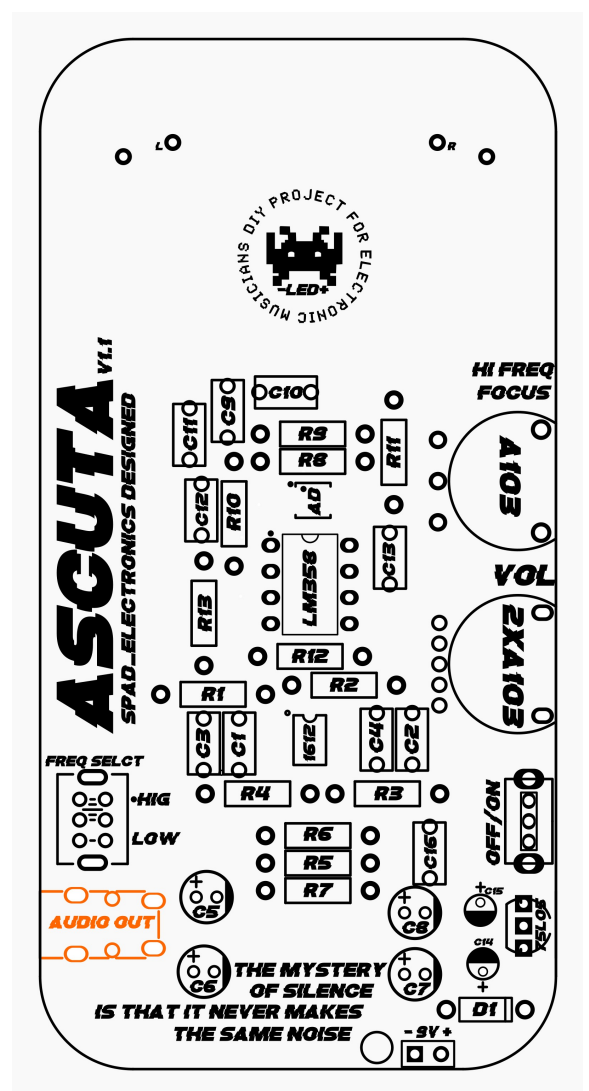 L
R
DIY PROJECT FOR ELECTRONIC MUSICIANS
-LED+
ASCUTA V1.1
SPAD_ELECTRONICS DESIGNED
HI FREQ
FOCUS
A103
VOL
2XA103
C11
C9
C10
R9
R8
R11
C12
R10
AD
C13
LM358
R13
R12
R1
R2
C3
C1
1612
C4
C2
FREQ SELCT
HIG
LOW
R4
R3
OFF/ON
R6
R5
R7
C16
AUDIO OUT
C5
C8
+C15
78L05
C14
+
C6
C7
THE MYSTERY
OF SILENCE
IS THAT IT NEVER MAKES
THE SAME NOISE
D1
- 9V +